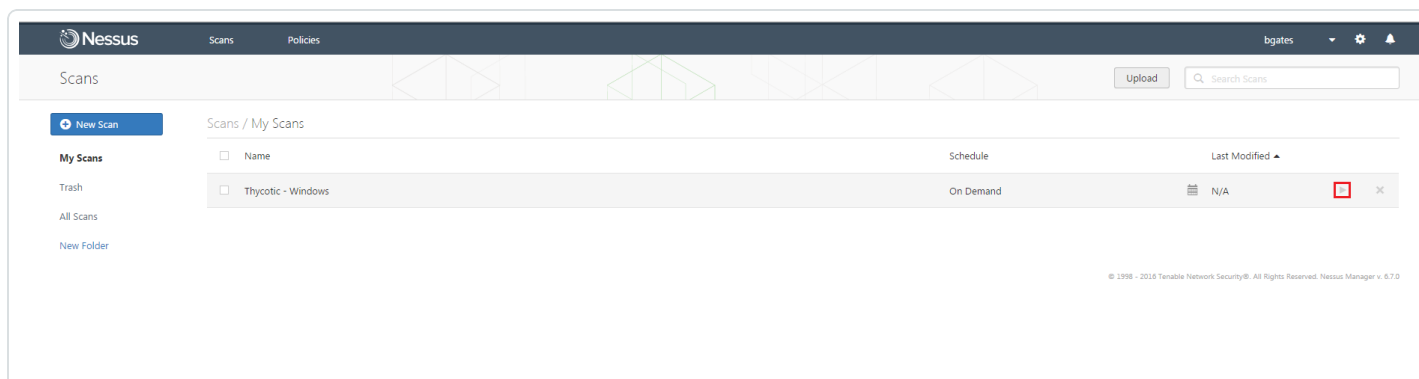 Nessus Scans Policies bgates
Scans Upload Search Scans
New Scan Scans / My Scans
My Scans Name Schedule Last Modified
Trash Thycotic - Windows On Demand N/A
All Scans
New Folder
© 1998 - 2016 Tenable Network Security®. All Rights Reserved. Nessus Manager v. 6.7.0